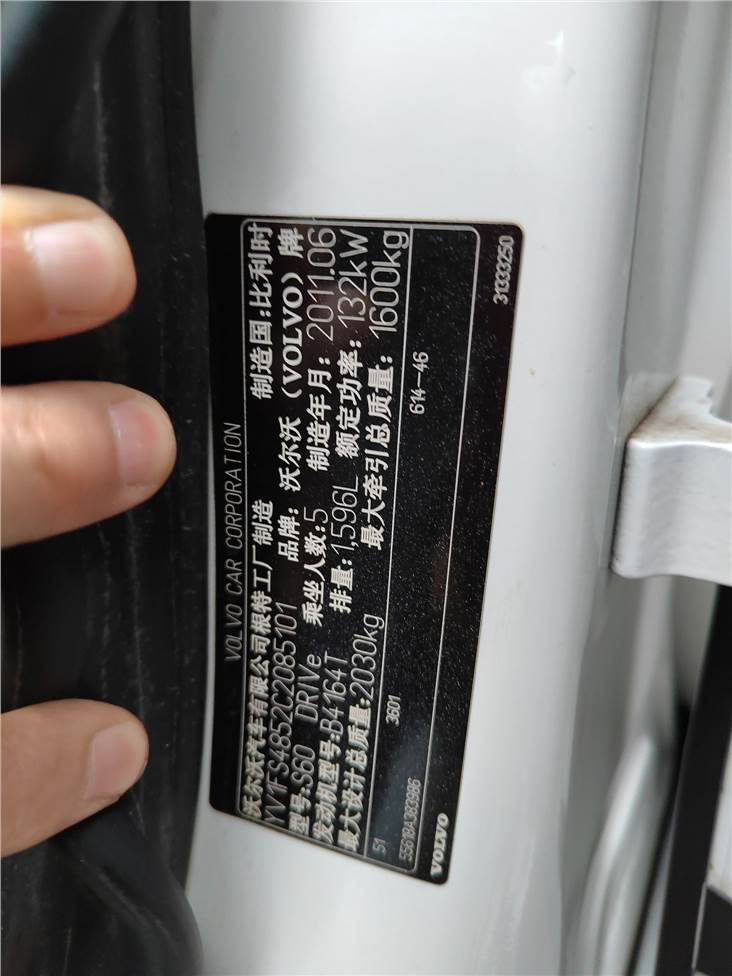 VOLVO CAR CORPORATION
沃尔沃汽车有限公司根特工厂制造 制造国:比利时
YV1FS4852C2085101 品牌: 沃尔沃 (VOLVO) 牌
型号:S60 DRIVe 乘坐人数:5 制造年月: 2011.06
发动机型号:B4164T 排量:1,596L 额定功率: 132kW
最大设计总质量:2030kg 最大牵引总质量: 1600kg
51 3601 614-46
55618A383986
VOLVO 31333250